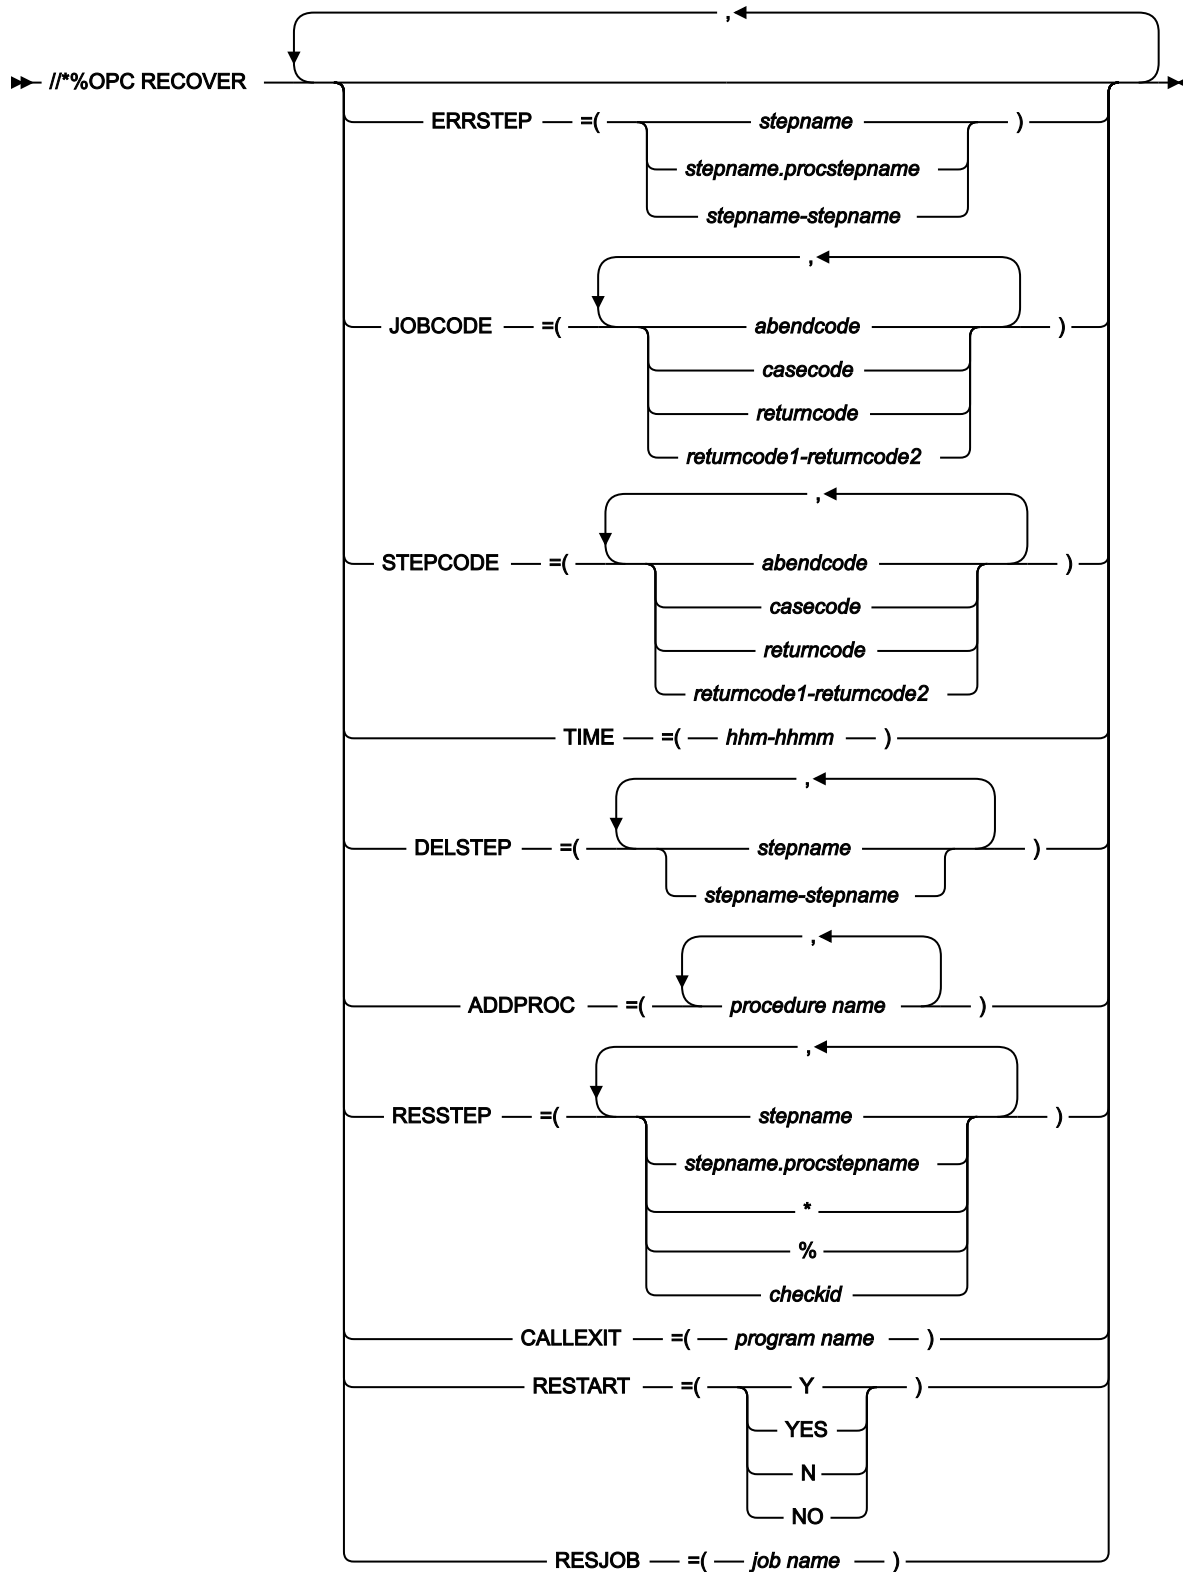 ,
//*%OPC RECOVER
ERRSTEP =( stepname )
stepname.procstepname
stepname-stepname
,
JOBCODE =( abendcode )
casecode
returncode
returncode1-returncode2
,
STEPCODE =( abendcode )
casecode
returncode
returncode1-returncode2
TIME =( hhm-hhmm )
,
DELSTEP =( stepname )
stepname-stepname
,
ADDPROC =( procedure name )
,
RESSTEP =( stepname )
stepname.procstepname
*
%
checkid
CALLEXIT =( program name )
RESTART =( Y )
YES
N
NO
RESJOB =( job name )